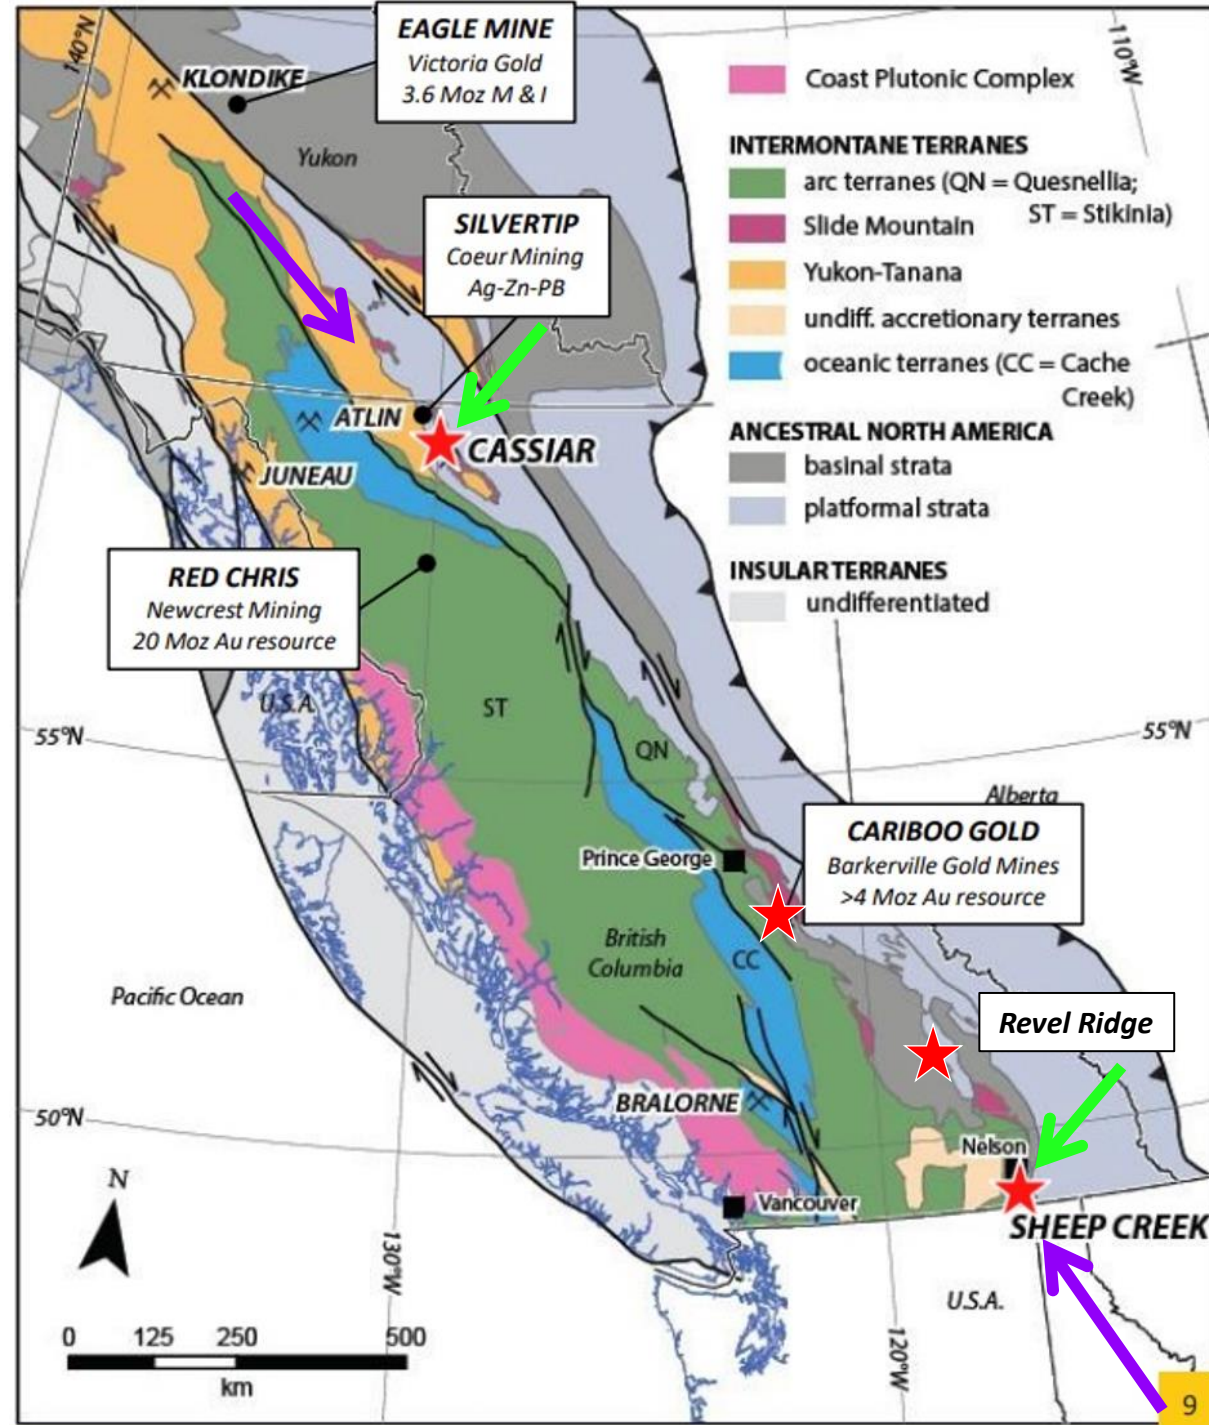 140°N
110°W
EAGLE MINE
Victoria Gold
3.6 Moz M & I
KLONDIKE
Yukon
SILVERTIP
Coeur Mining
Ag-Zn-PB
Coast Plutonic Complex
INTERMONTANE TERRANES
arc terranes (QN = Quesnellia;
ST = Stikinia)
Slide Mountain
Yukon-Tanana
undiff. accretionary terranes
oceanic terranes (CC = Cache
Creek)
ANCESTRAL NORTH AMERICA
basinal strata
platformal strata
INSULAR TERRANES
undifferentiated
ATLIN
CASSIAR
JUNEAU
RED CHRIS
Newcrest Mining
20 Moz Au resource
U.S.A.
ST
QN
55°N
55°N
Alberta
CARIBOO GOLD
Barkerville Gold Mines
>4 Moz Au resource
Prince George
British
Columbia
CC
Pacific Ocean
Revel Ridge
BRALORNE
50°N
Nelson
Vancouver
SHEEP CREEK
N
130°W
120°W
U.S.A.
0 125 250 500
km
9